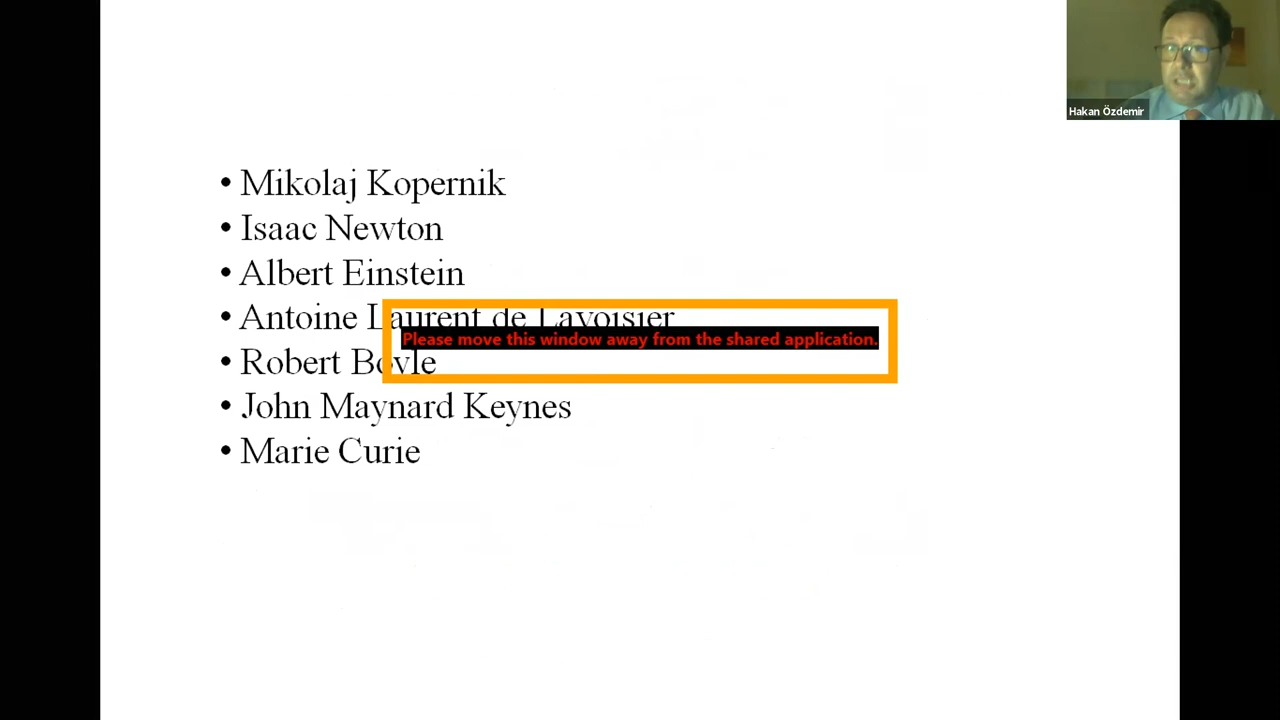 Hakan Özdemir
• Mikolaj Kopernik
• Isaac Newton
• Albert Einstein
• Antoine Laurent de Lavoisier
Please move this window away from the shared application.
• Robert Boyle
• John Maynard Keynes
• Marie Curie